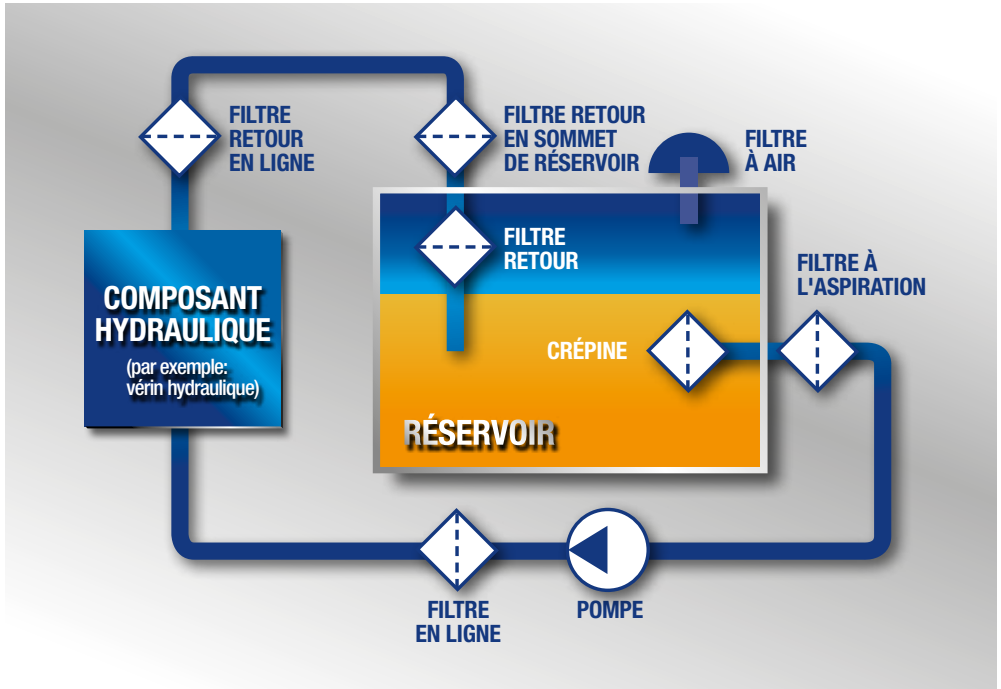 FILTRE
RETOUR
EN LIGNE
FILTRE RETOUR
EN SOMMET
DE RÉSERVOIR
FILTRE
À AIR
FILTRE
RETOUR
FILTRE À
L'ASPIRATION
COMPOSANT
HYDRAULIQUE
(par exemple:
vérin hydraulique)
CRÉPINE
RÉSERVOIR
FILTRE
EN LIGNE
POMPE